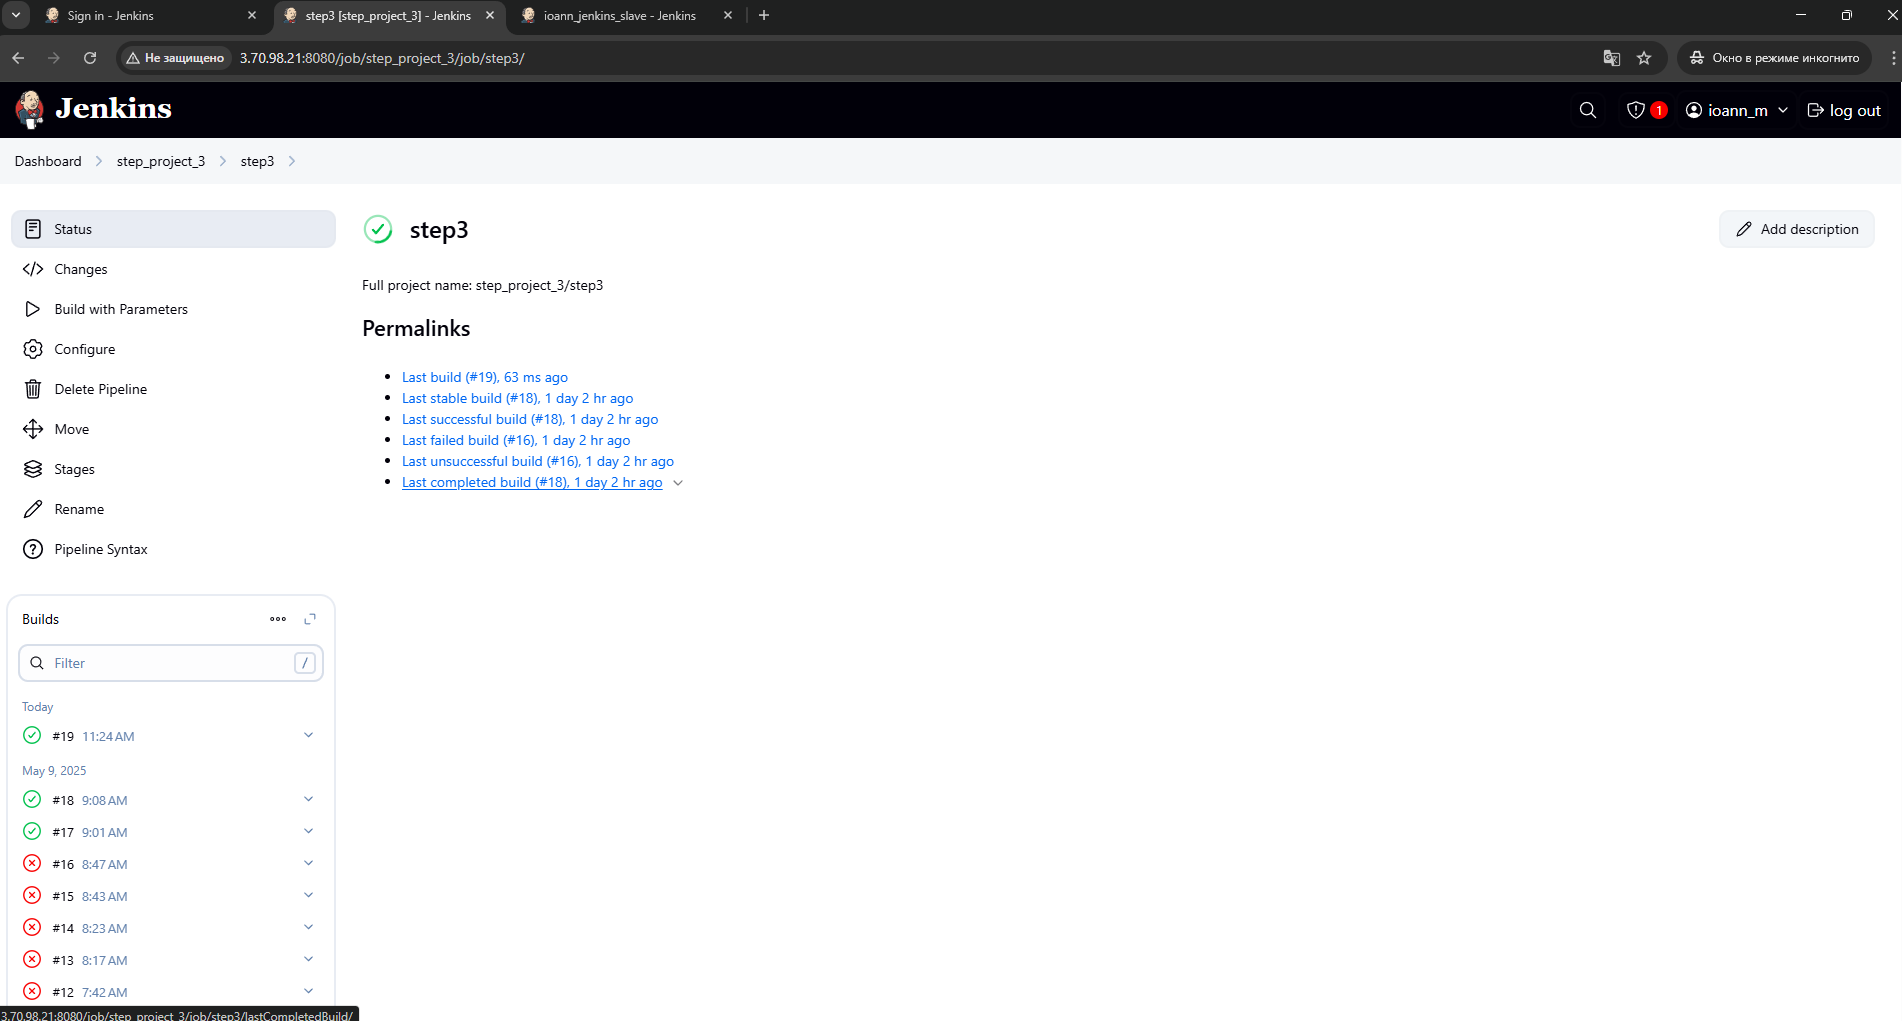 Sign in - Jenkins
step3 [step_project_3] - Jenkins
ioann_jenkins_slave - Jenkins
Не защищено
3.70.98.21:8080/job/step_project_3/job/step3/
Окно в режиме инкогнито
Jenkins
1
ioann_m
log out
Dashboard
step_project_3
step3
Status
Changes
Build with Parameters
Configure
Delete Pipeline
Move
Stages
Rename
Pipeline Syntax
step3
Add description
Full project name: step_project_3/step3
Permalinks
Last build (#19), 63 ms ago
Last stable build (#18), 1 day 2 hr ago
Last successful build (#18), 1 day 2 hr ago
Last failed build (#16), 1 day 2 hr ago
Last unsuccessful build (#16), 1 day 2 hr ago
Last completed build (#18), 1 day 2 hr ago
Builds
Filter /
Today
#19 11:24 AM
May 9, 2025
#18 9:08 AM
#17 9:01 AM
#16 8:47 AM
#15 8:43 AM
#14 8:23 AM
#13 8:17 AM
#12 7:42 AM
3.70.98.21:8080/job/step_project_3/job/step3/lastCompletedBuild/